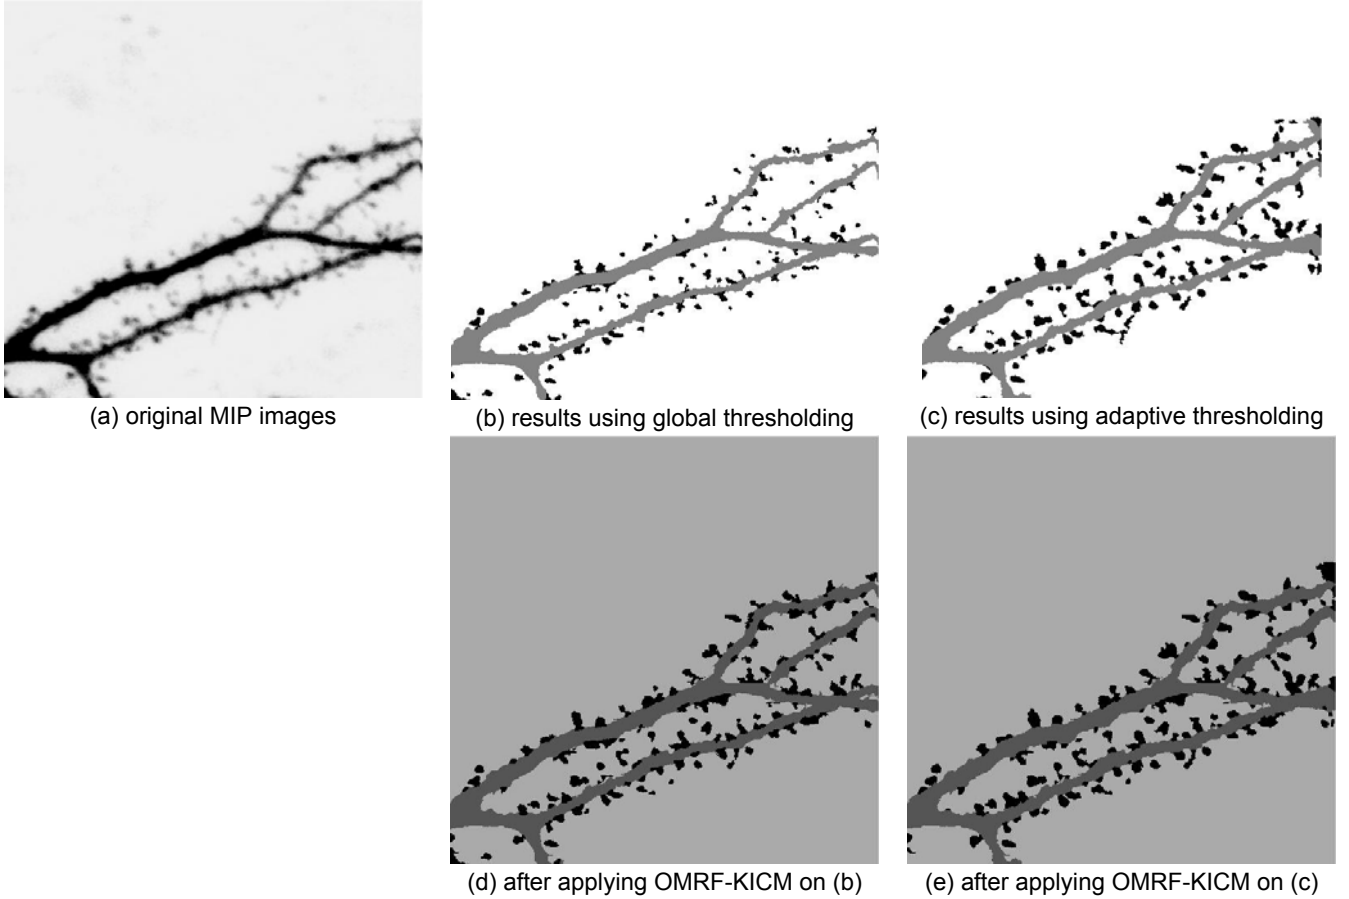 (a) original MIP images
(b) results using global thresholding
(c) results using adaptive thresholding
(d) after applying OMRF-KICM on (b)
(e) after applying OMRF-KICM on (c)